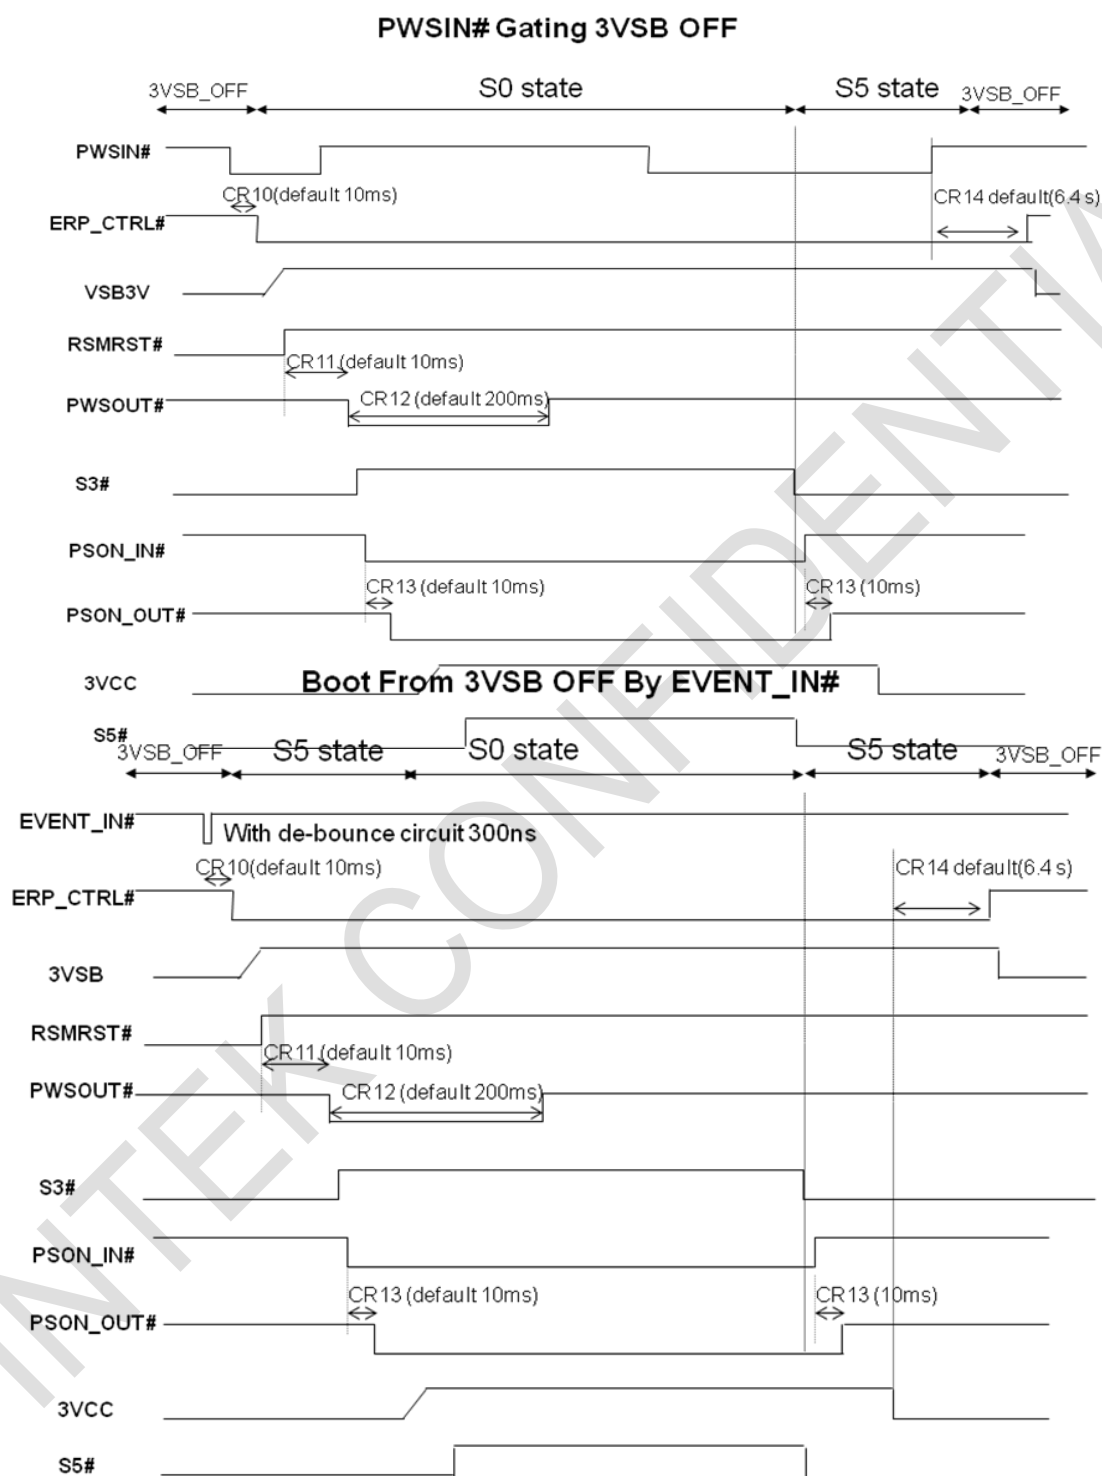 PWSIN# Gating 3VSB OFF
3VSB_OFF S0 state S5 state 3VSB_OFF
PWSIN#
CR10(default 10ms) CR14 default(6.4 s)
ERP_CTRL#
VSB3V
RSMRST#
CR11 (default 10ms)
PWSOUT# CR12 (default 200ms)
S3#
PSON_IN#
CR13 (default 10ms) CR13 (10ms)
PSON_OUT#
3VCC
Boot From 3VSB OFF By EVENT_IN#
S5#
3VSB_OFF S5 state S0 state S5 state 3VSB_OFF
EVENT_IN#
With de-bounce circuit 300ns
CR10(default 10ms) CR14 default(6.4 s)
ERP_CTRL#
3VSB
RSMRST#
CR11 (default 10ms)
PWSOUT# CR12 (default 200ms)
S3#
PSON_IN#
CR13 (default 10ms) CR13 (10ms)
PSON_OUT#
3VCC
S5#
INTEK CONFIDENTIA